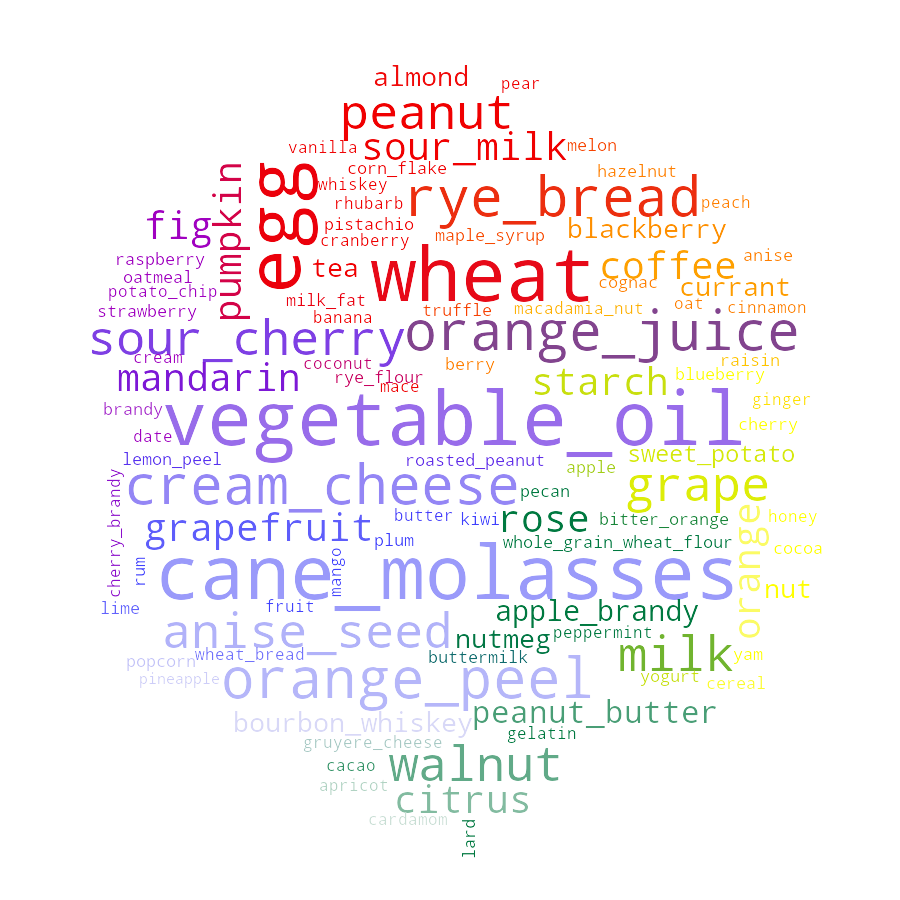 almond
pear
peanut
vanilla
sour_milk
melon
corn_flake
hazelnut
whiskey
egg
pumpkin
rhubarb
rye_bread
peach
fig
pistachio
cranberry
maple_syrup
blackberry
raspberry
oatmeal
tea
wheat
coffee
anise
potato_chip
cognac
currant
strawberry
milk_fat
banana
truffle
macadamia_nut
oat
cinnamon
sour_cherry
orange_juice
cream
coconut
berry
raisin
mandarin
rye_flour
mace
starch
blueberry
brandy
vegetable_oil
ginger
date
cherry
lemon_peel
roasted_peanut
apple
sweet_potato
cherry_brandy
cream_cheese
pecan
grape
grapefruit
butter
kiwi
rose
bitter_orange
orange
honey
plum
whole_grain_wheat_flour
cocoa
rum
mango
cane_molasses
nut
lime
fruit
apple_brandy
anise_seed
nutmeg
peppermint
popcorn
wheat_bread
buttermilk
milk
yam
pineapple
orange_peel
yogurt
cereal
bourbon_whiskey
peanut_butter
gruyere_cheese
gelatin
cacao
walnut
apricot
citrus
cardamom
lard